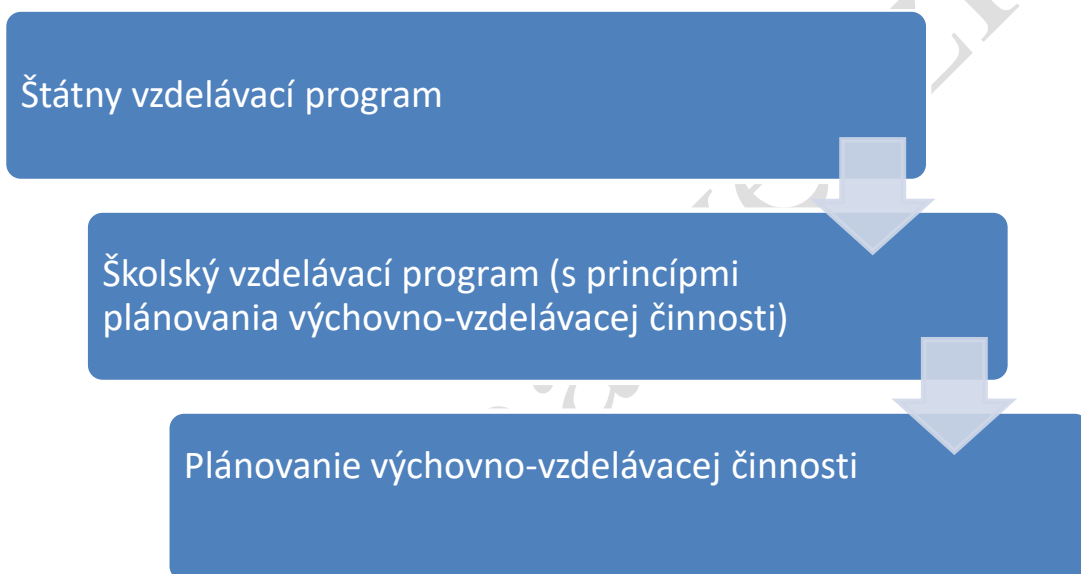 Štátny vzdelávací program
Školský vzdelávací program (s princípmi
plánovania výchovno-vzdelávacej činnosti)
Plánovanie výchovno-vzdelávacej činnosti